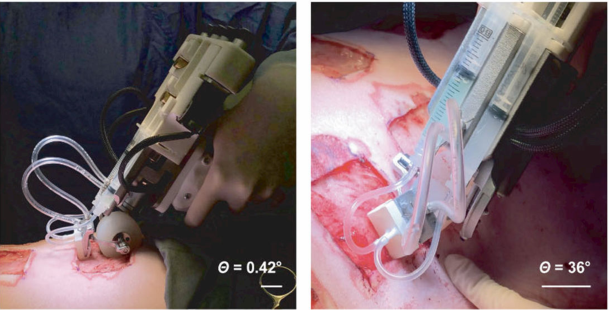 Θ = 0.42°
Θ = 36°